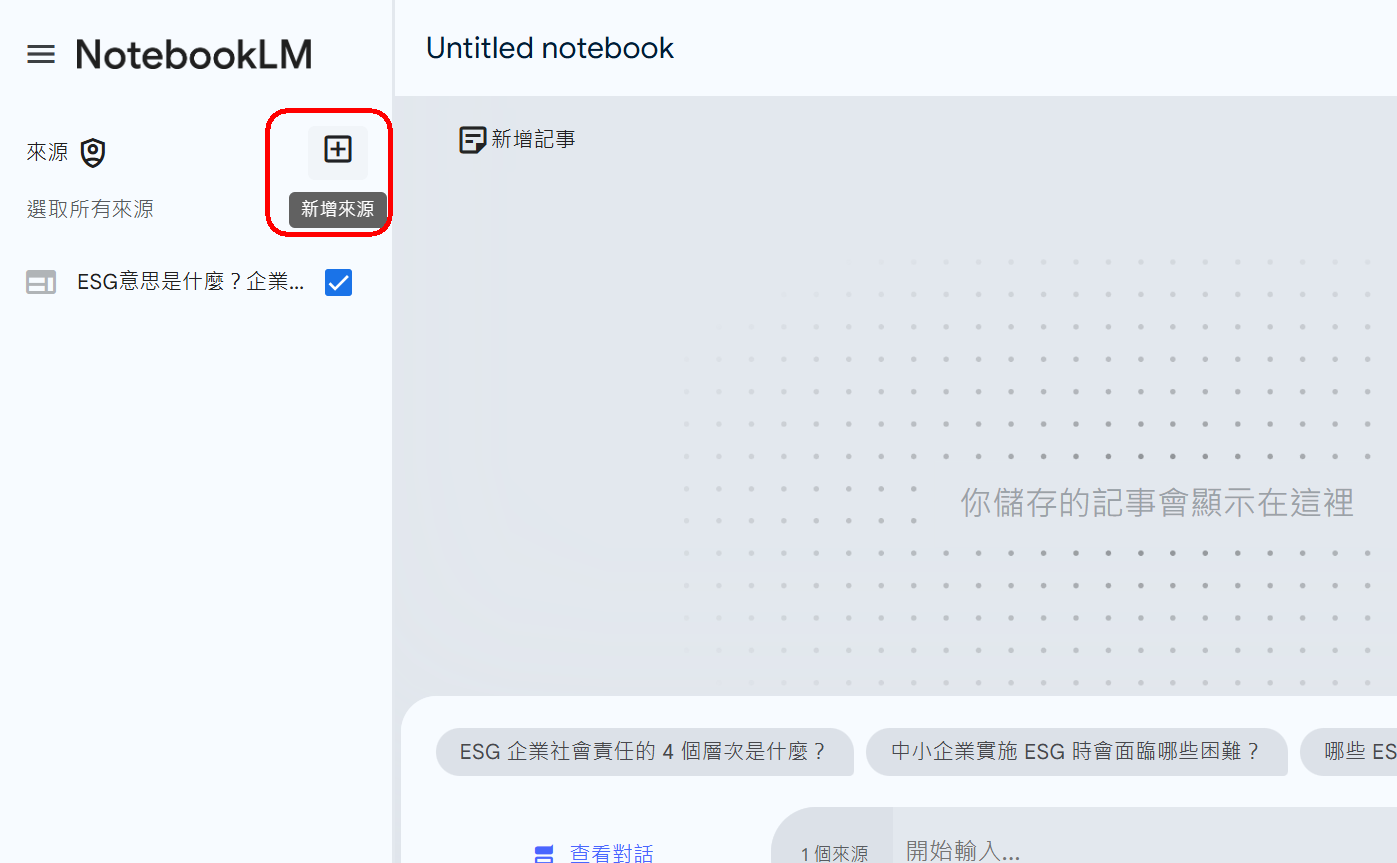 NotebookLM
來源
新增來源
選取所有來源
ESG意思是什麼？企業...
Untitled notebook
新增記事
你儲存的記事會顯示在這裡
ESG 企業社會責任的 4 個層次是什麼？
中小企業實施 ESG 時會面臨哪些困難？
哪些 ES
查看對話
1 個來源
開始輸入...